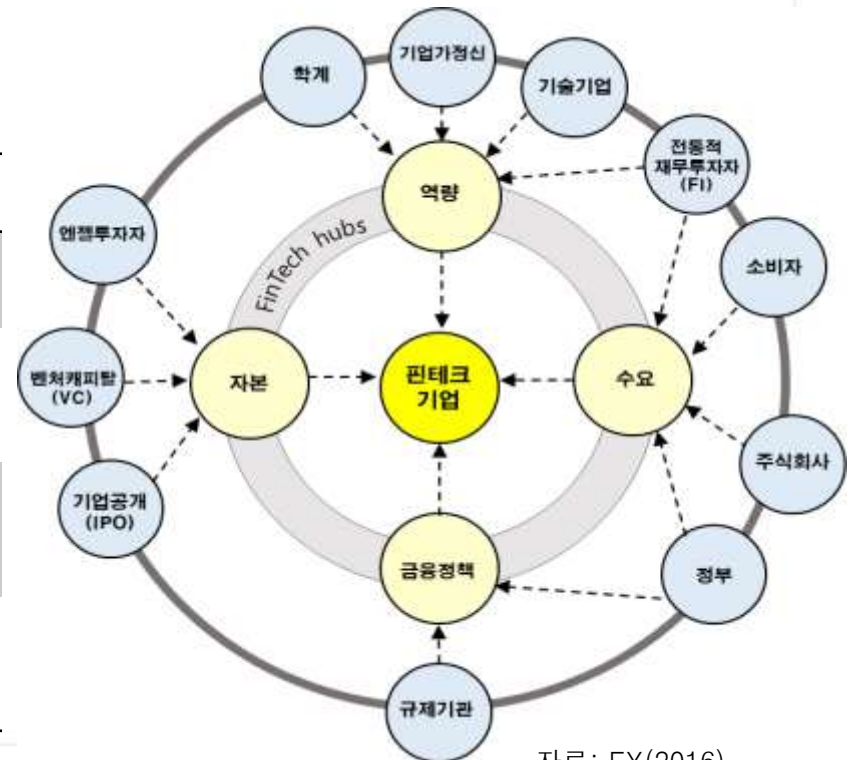 기업가정신
학계
기술기업
전통적
재무투자자
(FI)
역량
엔젤투자자
FinTech hubs
소비자
벤처캐피탈
(VC)
자본
핀테크
기업
수요
주식회사
기업공개
(IPO)
금융정책
정부
규제기관
자료: EY(2016)